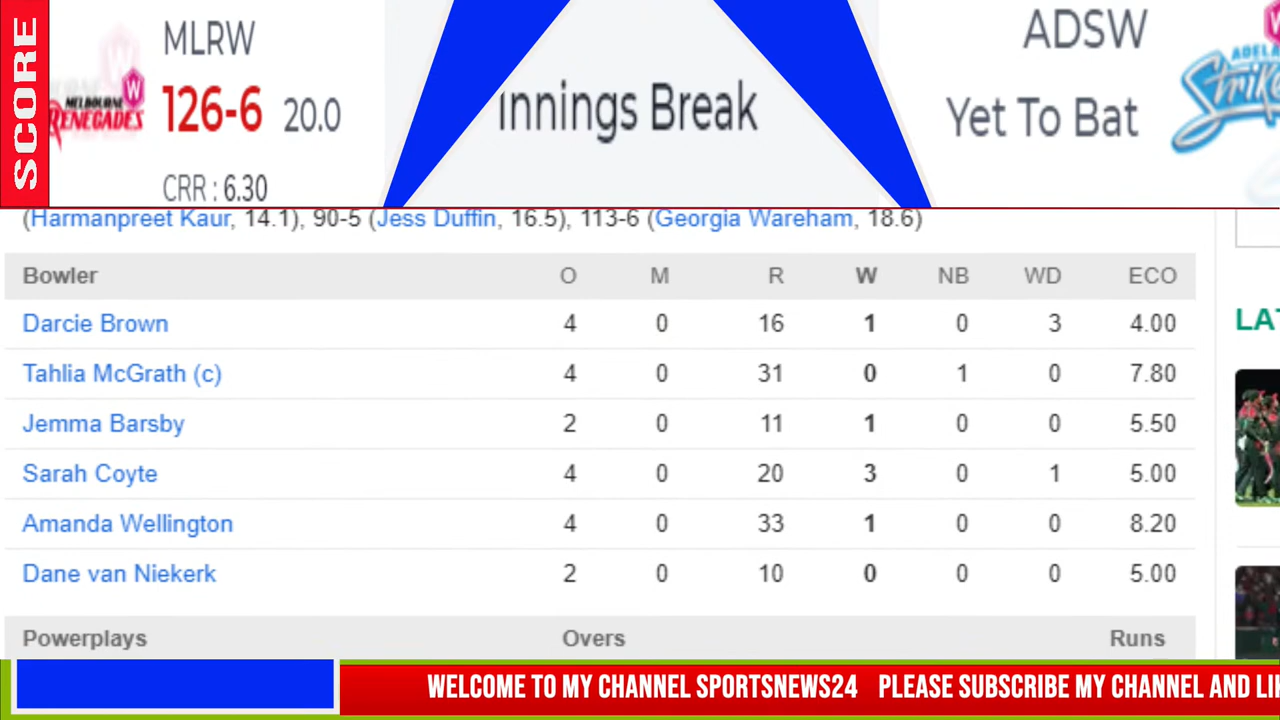 SCORE
MLRW
126-6 20.0
CRR : 6.30
MELBOURNE
RENEGADES
Innings Break
ADSW
Yet To Bat
(Harmanpreet Kaur, 14.1), 90-5 (Jess Duffin, 16.5), 113-6 (Georgia Wareham, 18.6)
Bowler O M R W NB WD ECO
Darcie Brown 4 0 16 1 0 3 4.00
Tahlia McGrath (c) 4 0 31 0 1 0 7.80
Jemma Barsby 2 0 11 1 0 0 5.50
Sarah Coyte 4 0 20 3 0 1 5.00
Amanda Wellington 4 0 33 1 0 0 8.20
Dane van Niekerk 2 0 10 0 0 0 5.00
Powerplays Overs Runs
WELCOME TO MY CHANNEL SPORTSNEWS24 PLEASE SUBSCRIBE MY CHANNEL AND